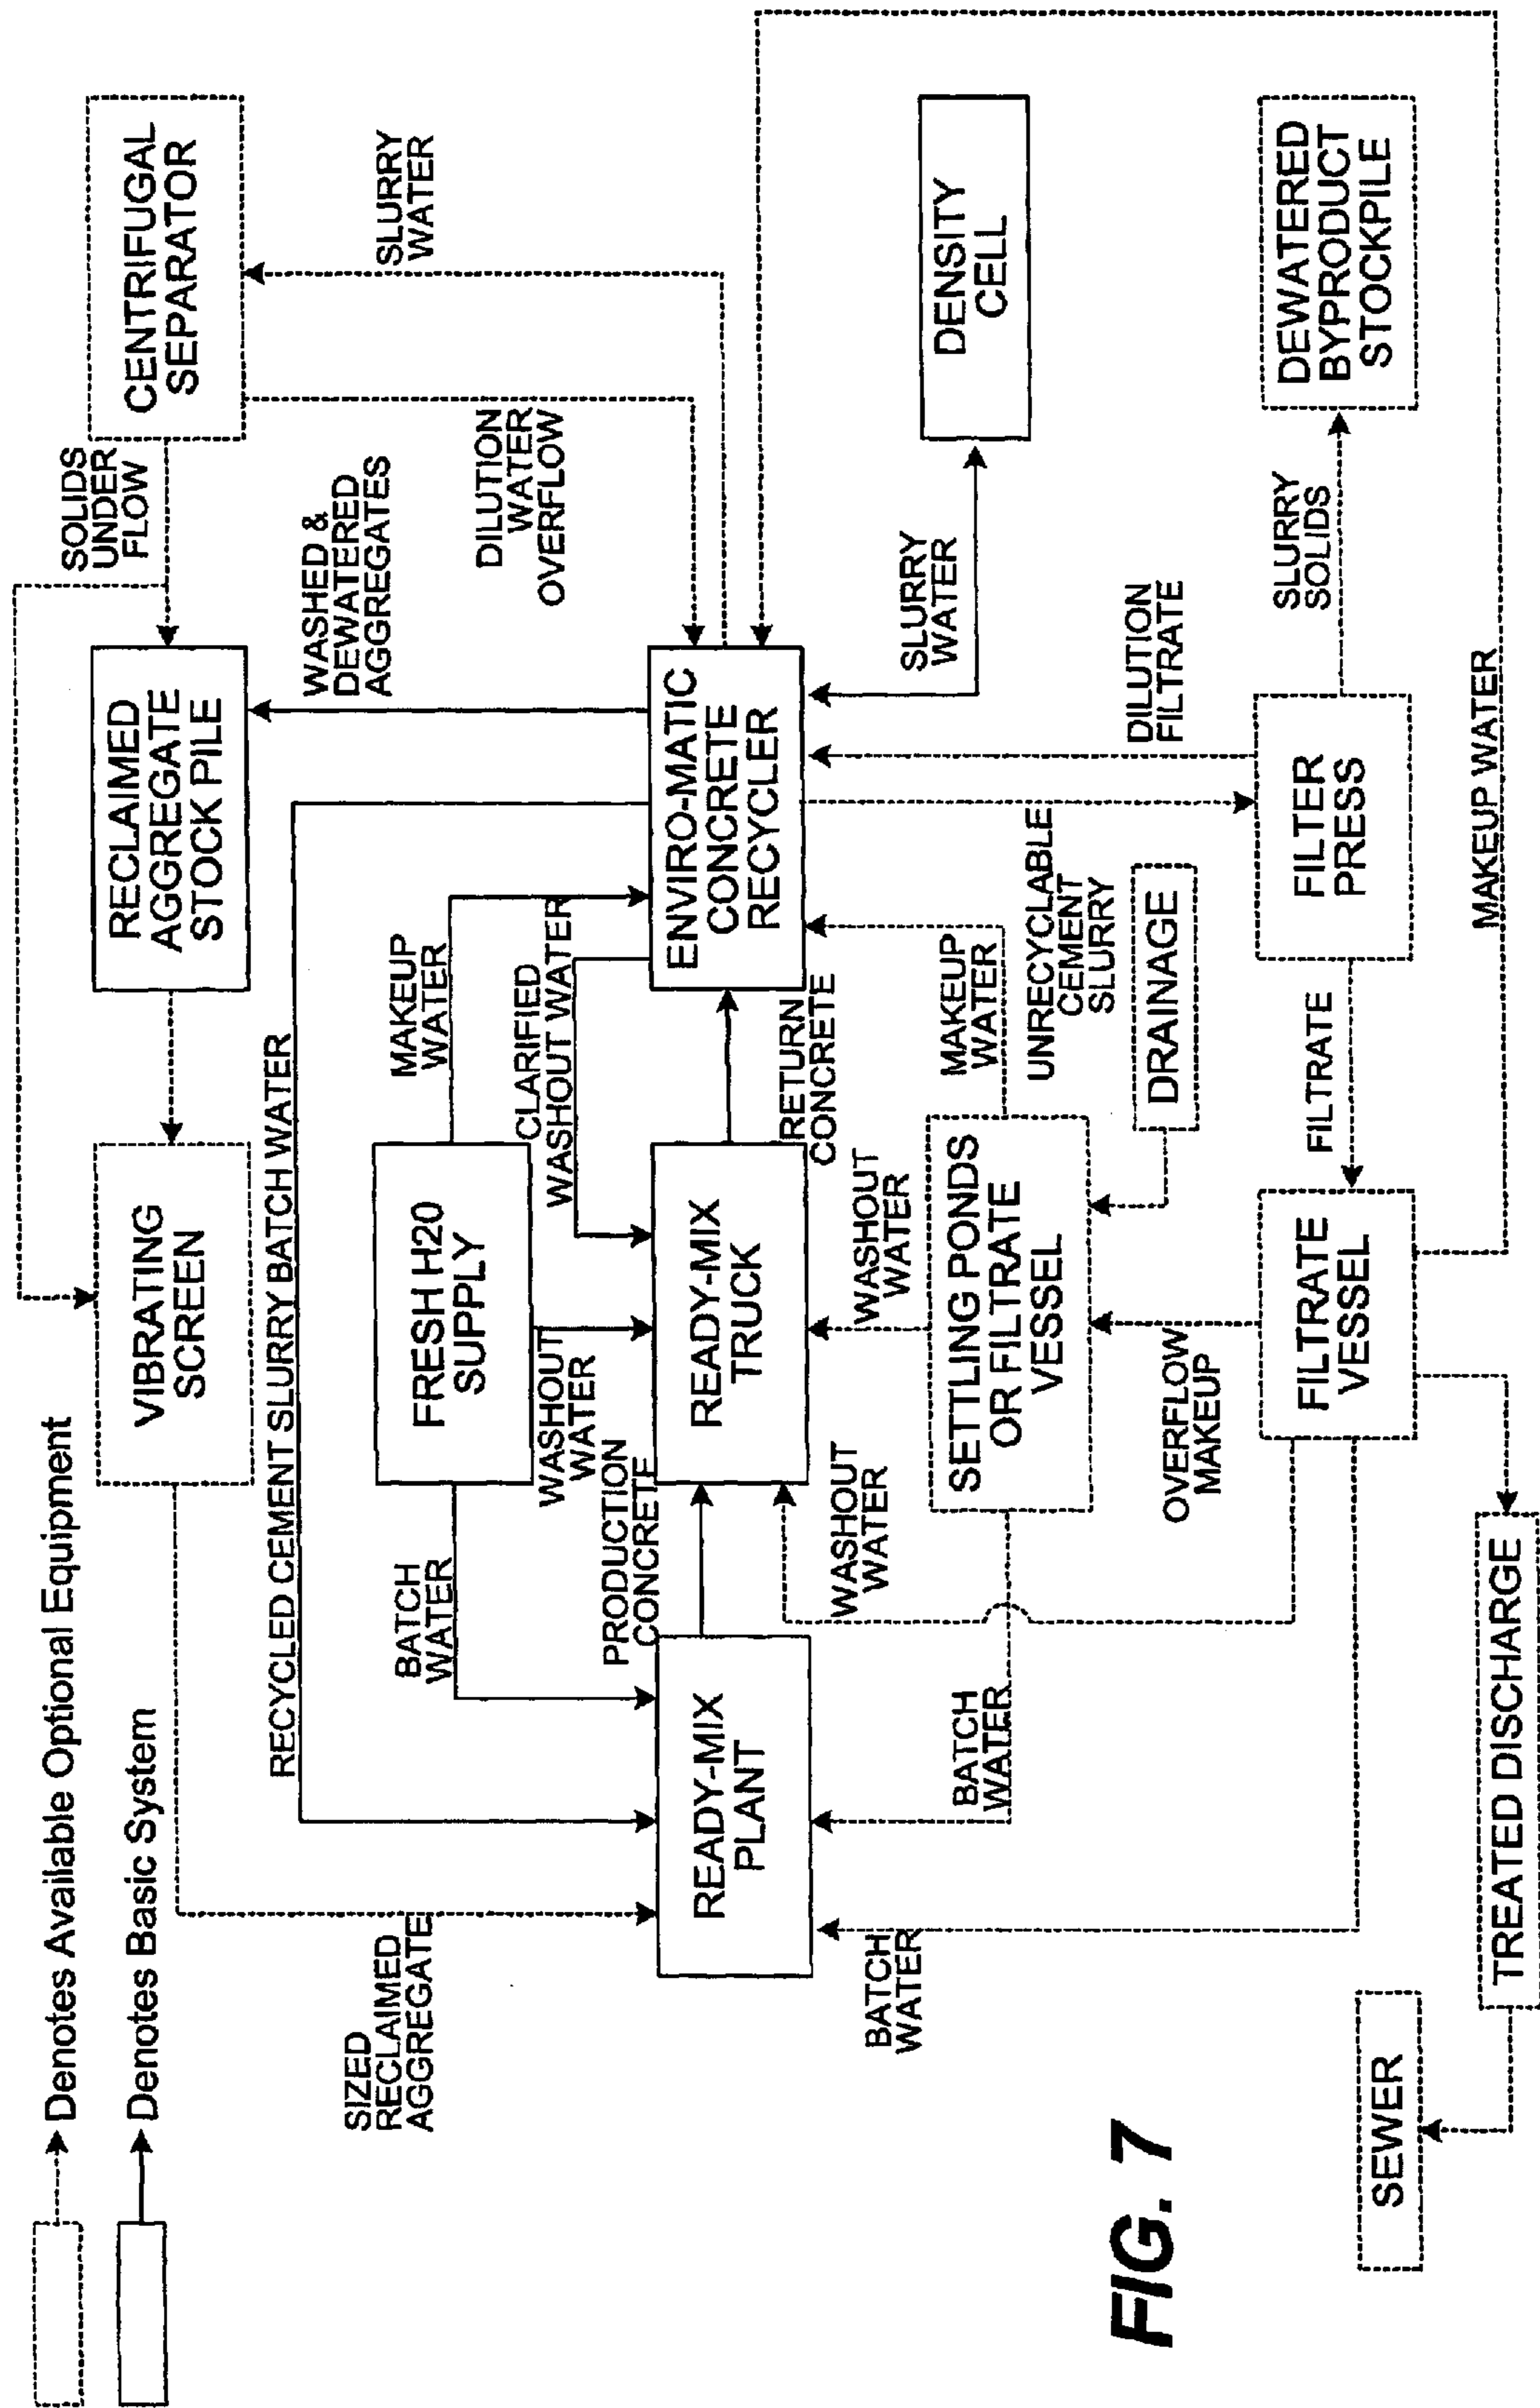 Denotes Available Optional Equipment
Denotes Basic System
SOLIDS
UNDER
FLOW
CENTRIFUGAL
SEPARATOR
VIBRATING
SCREEN
RECLAIMED
AGGREGATE
STOCK PILE
SLURRY
WATER
WASHED &
DEWATERED
AGGREGATES
DILUTION
WATER
OVERFLOW
RECYCLED CEMENT SLURRY BATCH WATER
SIZED
RECLAIMED
AGGREGATE
BATCH
WATER
FRESH H20
SUPPLY
MAKEUP
WATER
CLARIFIED
WASHOUT WATER
WASHOUT
WATER
PRODUCTION
CONCRETE
READY-MIX
PLANT
READY-MIX
TRUCK
RETURN
CONCRETE
ENVIRO-MATIC
CONCRETE
RECYCLER
SLURRY
WATER
DENSITY
CELL
BATCH
WATER
BATCH
WATER
WASHOUT
WATER
WASHOUT
WATER
SETTLING PONDS
OR FILTRATE
VESSEL
MAKEUP
WATER
UNRECYCLABLE
CEMENT
SLURRY
DILUTION
FILTRATE
DRAINAGE
OVERFLOW
MAKEUP
FILTRATE
VESSEL
FILTRATE
FILTER
PRESS
SLURRY
SOLIDS
DEWATERED
BYPRODUCT
STOCKPILE
MAKEUP WATER
SEWER
TREATED DISCHARGE
FIG. 7